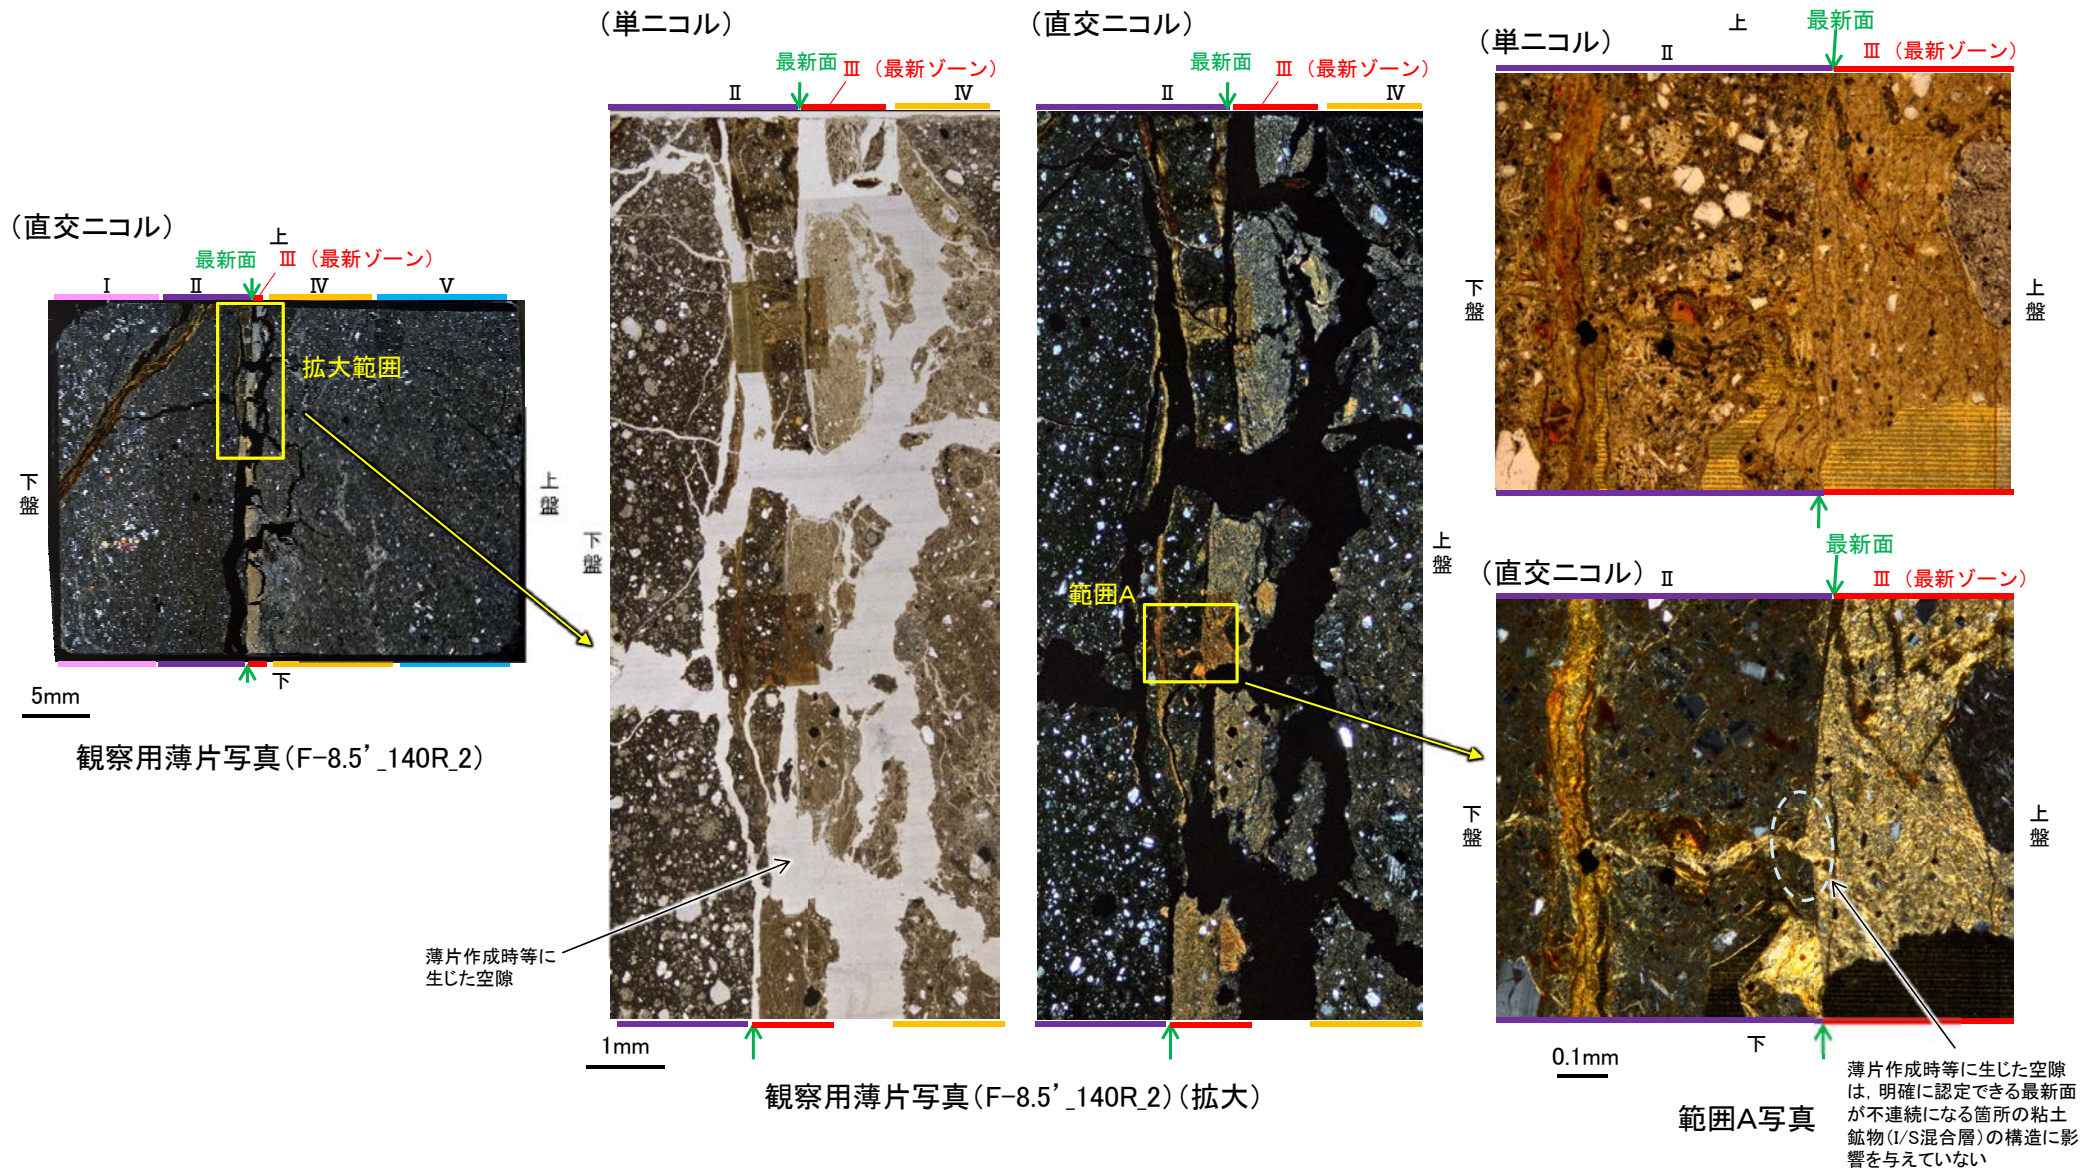 (直交ニコル)
上
最新面
Ⅲ (最新ゾーン)
Ⅰ
Ⅱ
Ⅳ
Ⅴ
拡大範囲
下盤
上盤
下
5mm
観察用薄片写真(F-8.5’_140R_2)
(単ニコル)
最新面
Ⅲ (最新ゾーン)
Ⅱ
Ⅳ
下盤
薄片作成時等に
生じた空隙
1mm
(直交ニコル)
最新面
Ⅲ (最新ゾーン)
Ⅱ
Ⅳ
範囲A
上盤
観察用薄片写真(F-8.5’_140R_2)(拡大)
(単ニコル)
上
最新面
Ⅱ
Ⅲ (最新ゾーン)
下盤
上盤
(直交ニコル)
最新面
Ⅱ
Ⅲ (最新ゾーン)
下盤
上盤
下
0.1mm
範囲A写真
薄片作成時等に生じた空隙
は,明確に認定できる最新面
が不連続になる箇所の粘土
鉱物(I/S混合層)の構造に影
響を与えていない